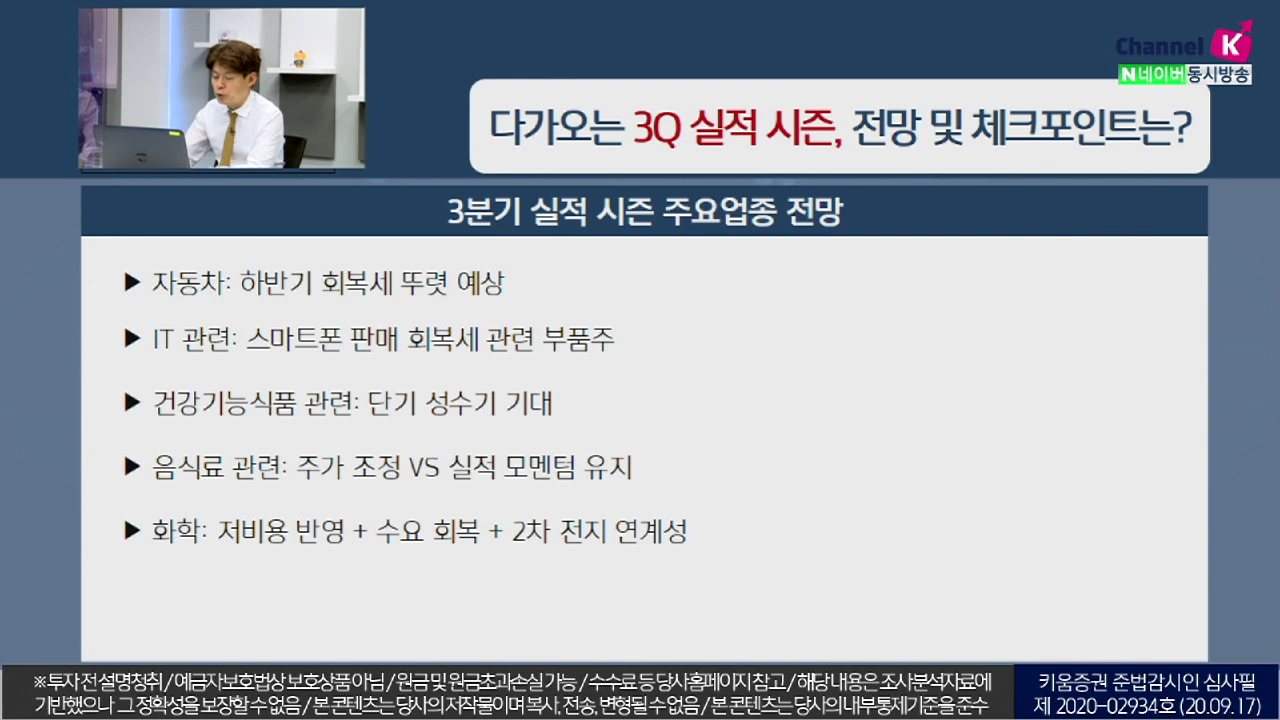 Channel K
N 네이버 동시방송
다가오는 3Q 실적 시즌, 전망 및 체크포인트는?
3분기 실적 시즌 주요업종 전망
▶ 자동차: 하반기 회복세 뚜렷 예상
▶ IT 관련: 스마트폰 판매 회복세 관련 부품주
▶ 건강기능식품 관련: 단기 성수기 기대
▶ 음식료 관련: 주가 조정 VS 실적 모멘텀 유지
▶ 화학: 저비용 반영 + 수요 회복 + 2차 전지 연계성
※ 투자 전 설명청취 / 예금자보호법상 보호상품 아님 / 원금 및 원금초과손실 가능 / 수수료 등 당사홈페이지 참고 / 해당 내용은 조사분석자료에
기반했으나 그 정확성을 보장할 수 없음 / 본 콘텐츠는 당사의 저작물이며 복사, 전송, 변형될 수 없음 / 본 콘텐츠는 당사의 내부통제기준을 준수
키움증권 준법감시인 심사필
제 2020-02934호 (20.09.17)